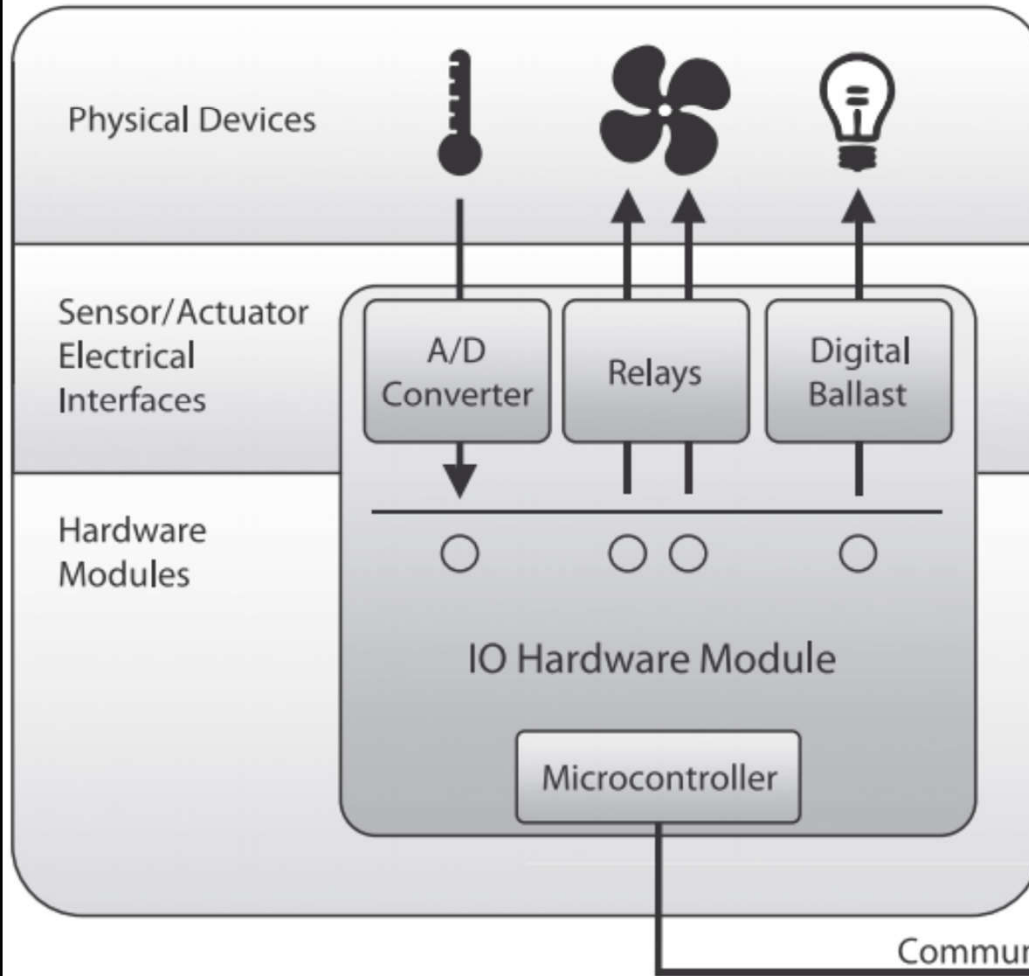 Physical Devices
Sensor/Actuator
Electrical
Interfaces
A/D
Converter
Relays
Digital
Ballast
Hardware
Modules
IO Hardware Module
Microcontroller